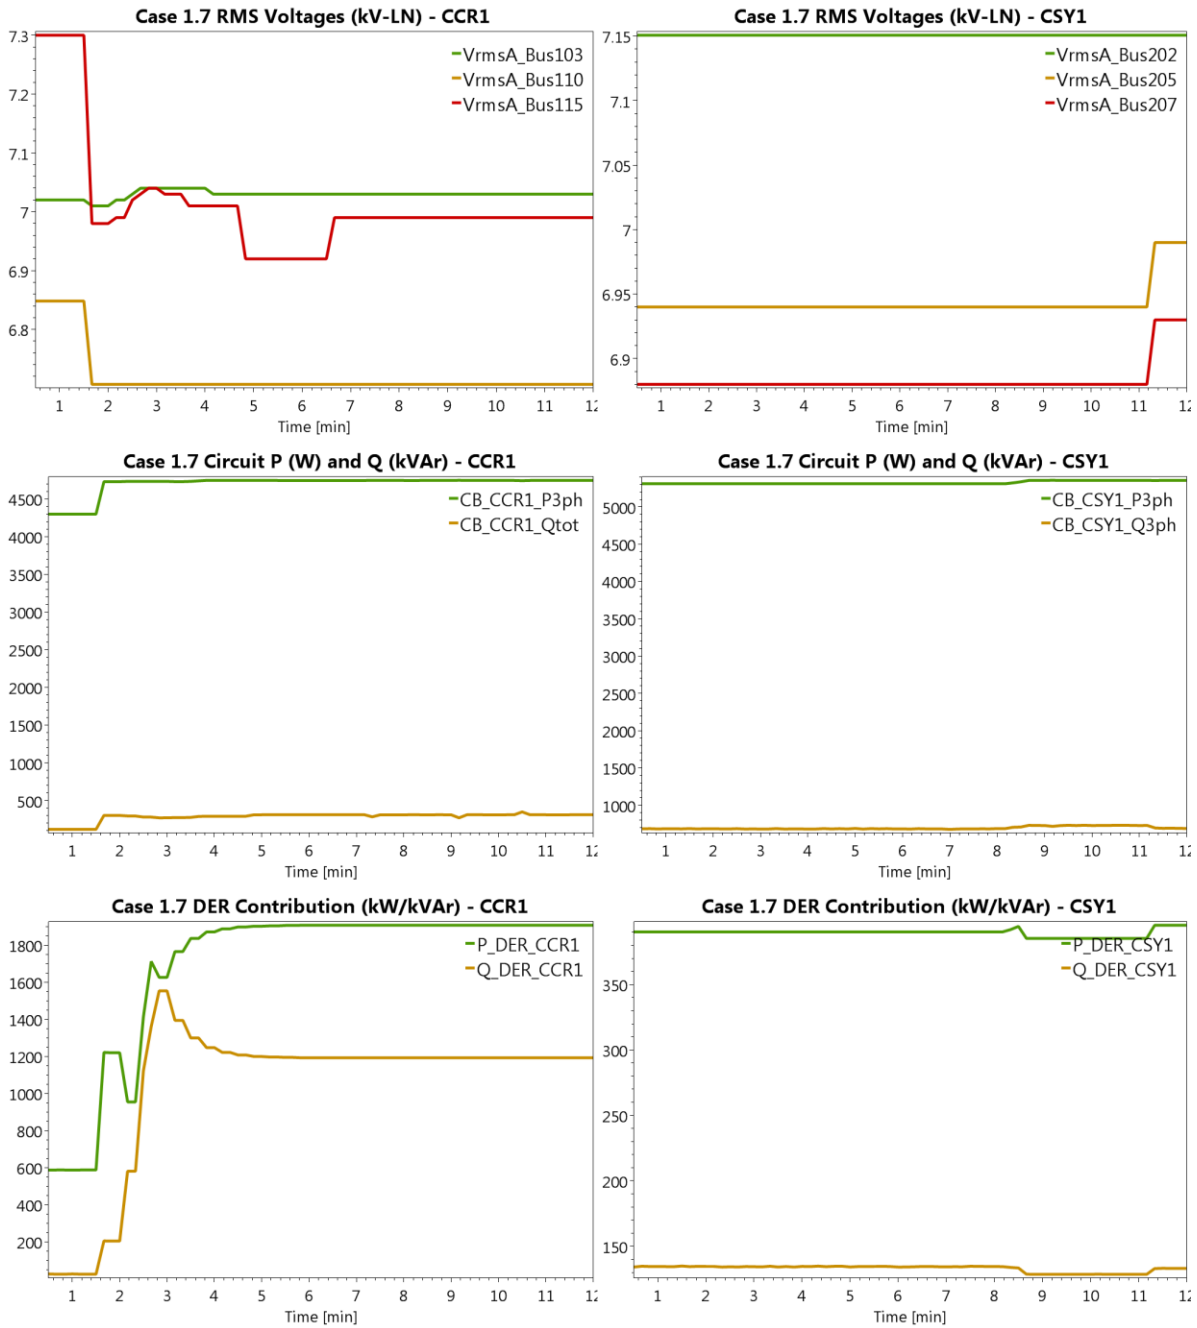 Case 1.7 RMS Voltages (kV-LN) - CCR1
7.3
7.2
7.1
7
6.9
6.8
VrmsA_Bus103
VrmsA_Bus110
VrmsA_Bus115
1 2 3 4 5 6 7 8 9 10 11 12
Time [min]
Case 1.7 RMS Voltages (kV-LN) - CSY1
7.15
7.1
7.05
7
6.95
6.9
VrmsA_Bus202
VrmsA_Bus205
VrmsA_Bus207
1 2 3 4 5 6 7 8 9 10 11 12
Time [min]
Case 1.7 Circuit P (W) and Q (kVAr) - CCR1
4500
4000
3500
3000
2500
2000
1500
1000
500
CB_CCR1_P3ph
CB_CCR1_Qtot
1 2 3 4 5 6 7 8 9 10 11 12
Time [min]
Case 1.7 Circuit P (W) and Q (kVAr) - CSY1
5000
4500
4000
3500
3000
2500
2000
1500
1000
CB_CSY1_P3ph
CB_CSY1_Q3ph
1 2 3 4 5 6 7 8 9 10 11 12
Time [min]
Case 1.7 DER Contribution (kW/kVAr) - CCR1
1800
1600
1400
1200
1000
800
600
400
200
P_DER_CCR1
Q_DER_CCR1
1 2 3 4 5 6 7 8 9 10 11 12
Time [min]
Case 1.7 DER Contribution (kW/kVAr) - CSY1
350
300
250
200
150
P_DER_CSY1
Q_DER_CSY1
1 2 3 4 5 6 7 8 9 10 11 12
Time [min]